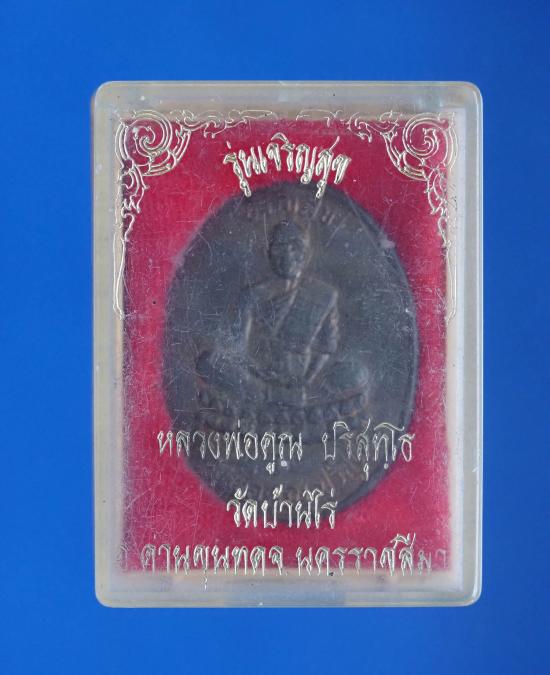 รุ่นเจริญสุข
หลวงพ่อคูณ ปริสุทฺโธ
วัดบ้านไร่
อ ด่านขุนทด จ นครราชสีมา